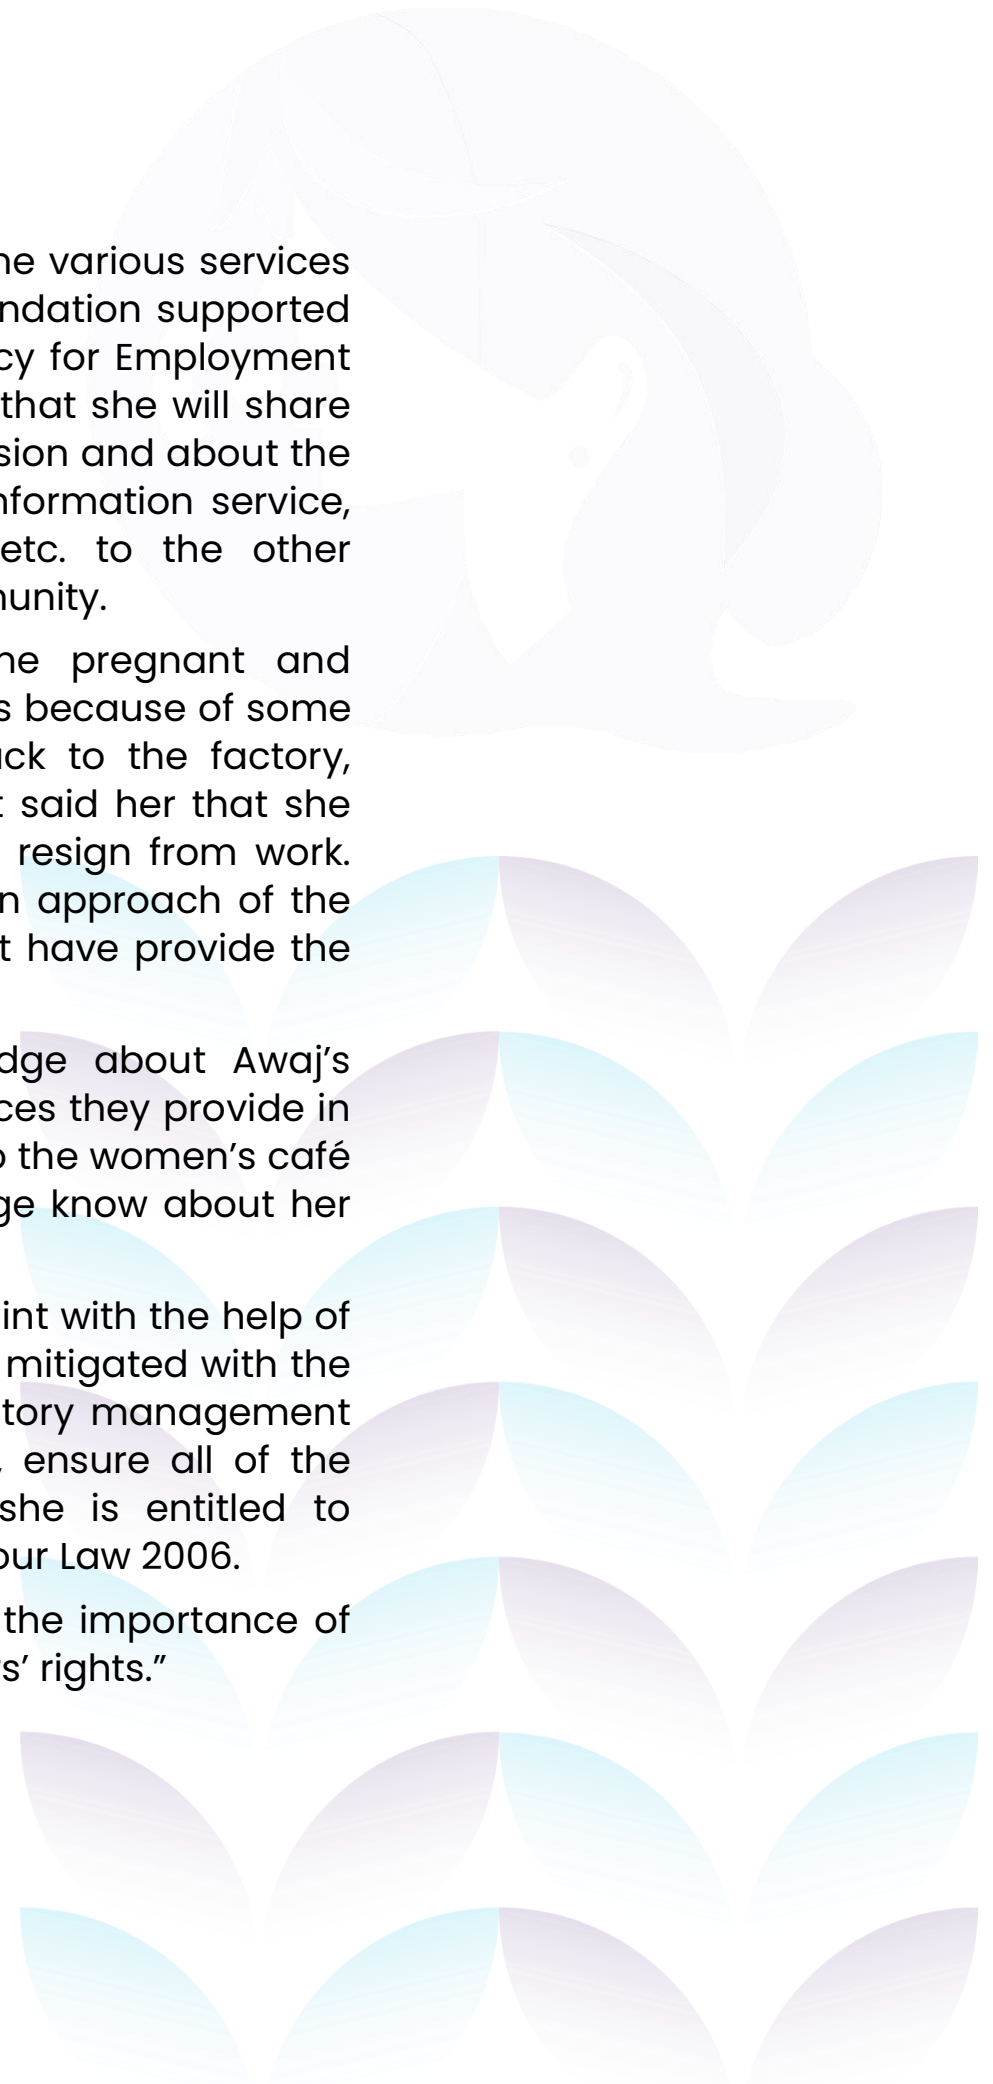 he various services
ndation supported
cy for Employment
that she will share
sion and about the
nformation service,
etc. to the other
nunity.
ne pregnant and
s because of some
ack to the factory,
t said her that she
resign from work.
n approach of the
t have provide the
dge about Awaj’s
ces they provide in
o the women’s café
ge know about her
int with the help of
mitigated with the
tory management
, ensure all of the
she is entitled to
our Law 2006.
the importance of
rs’ rights.”